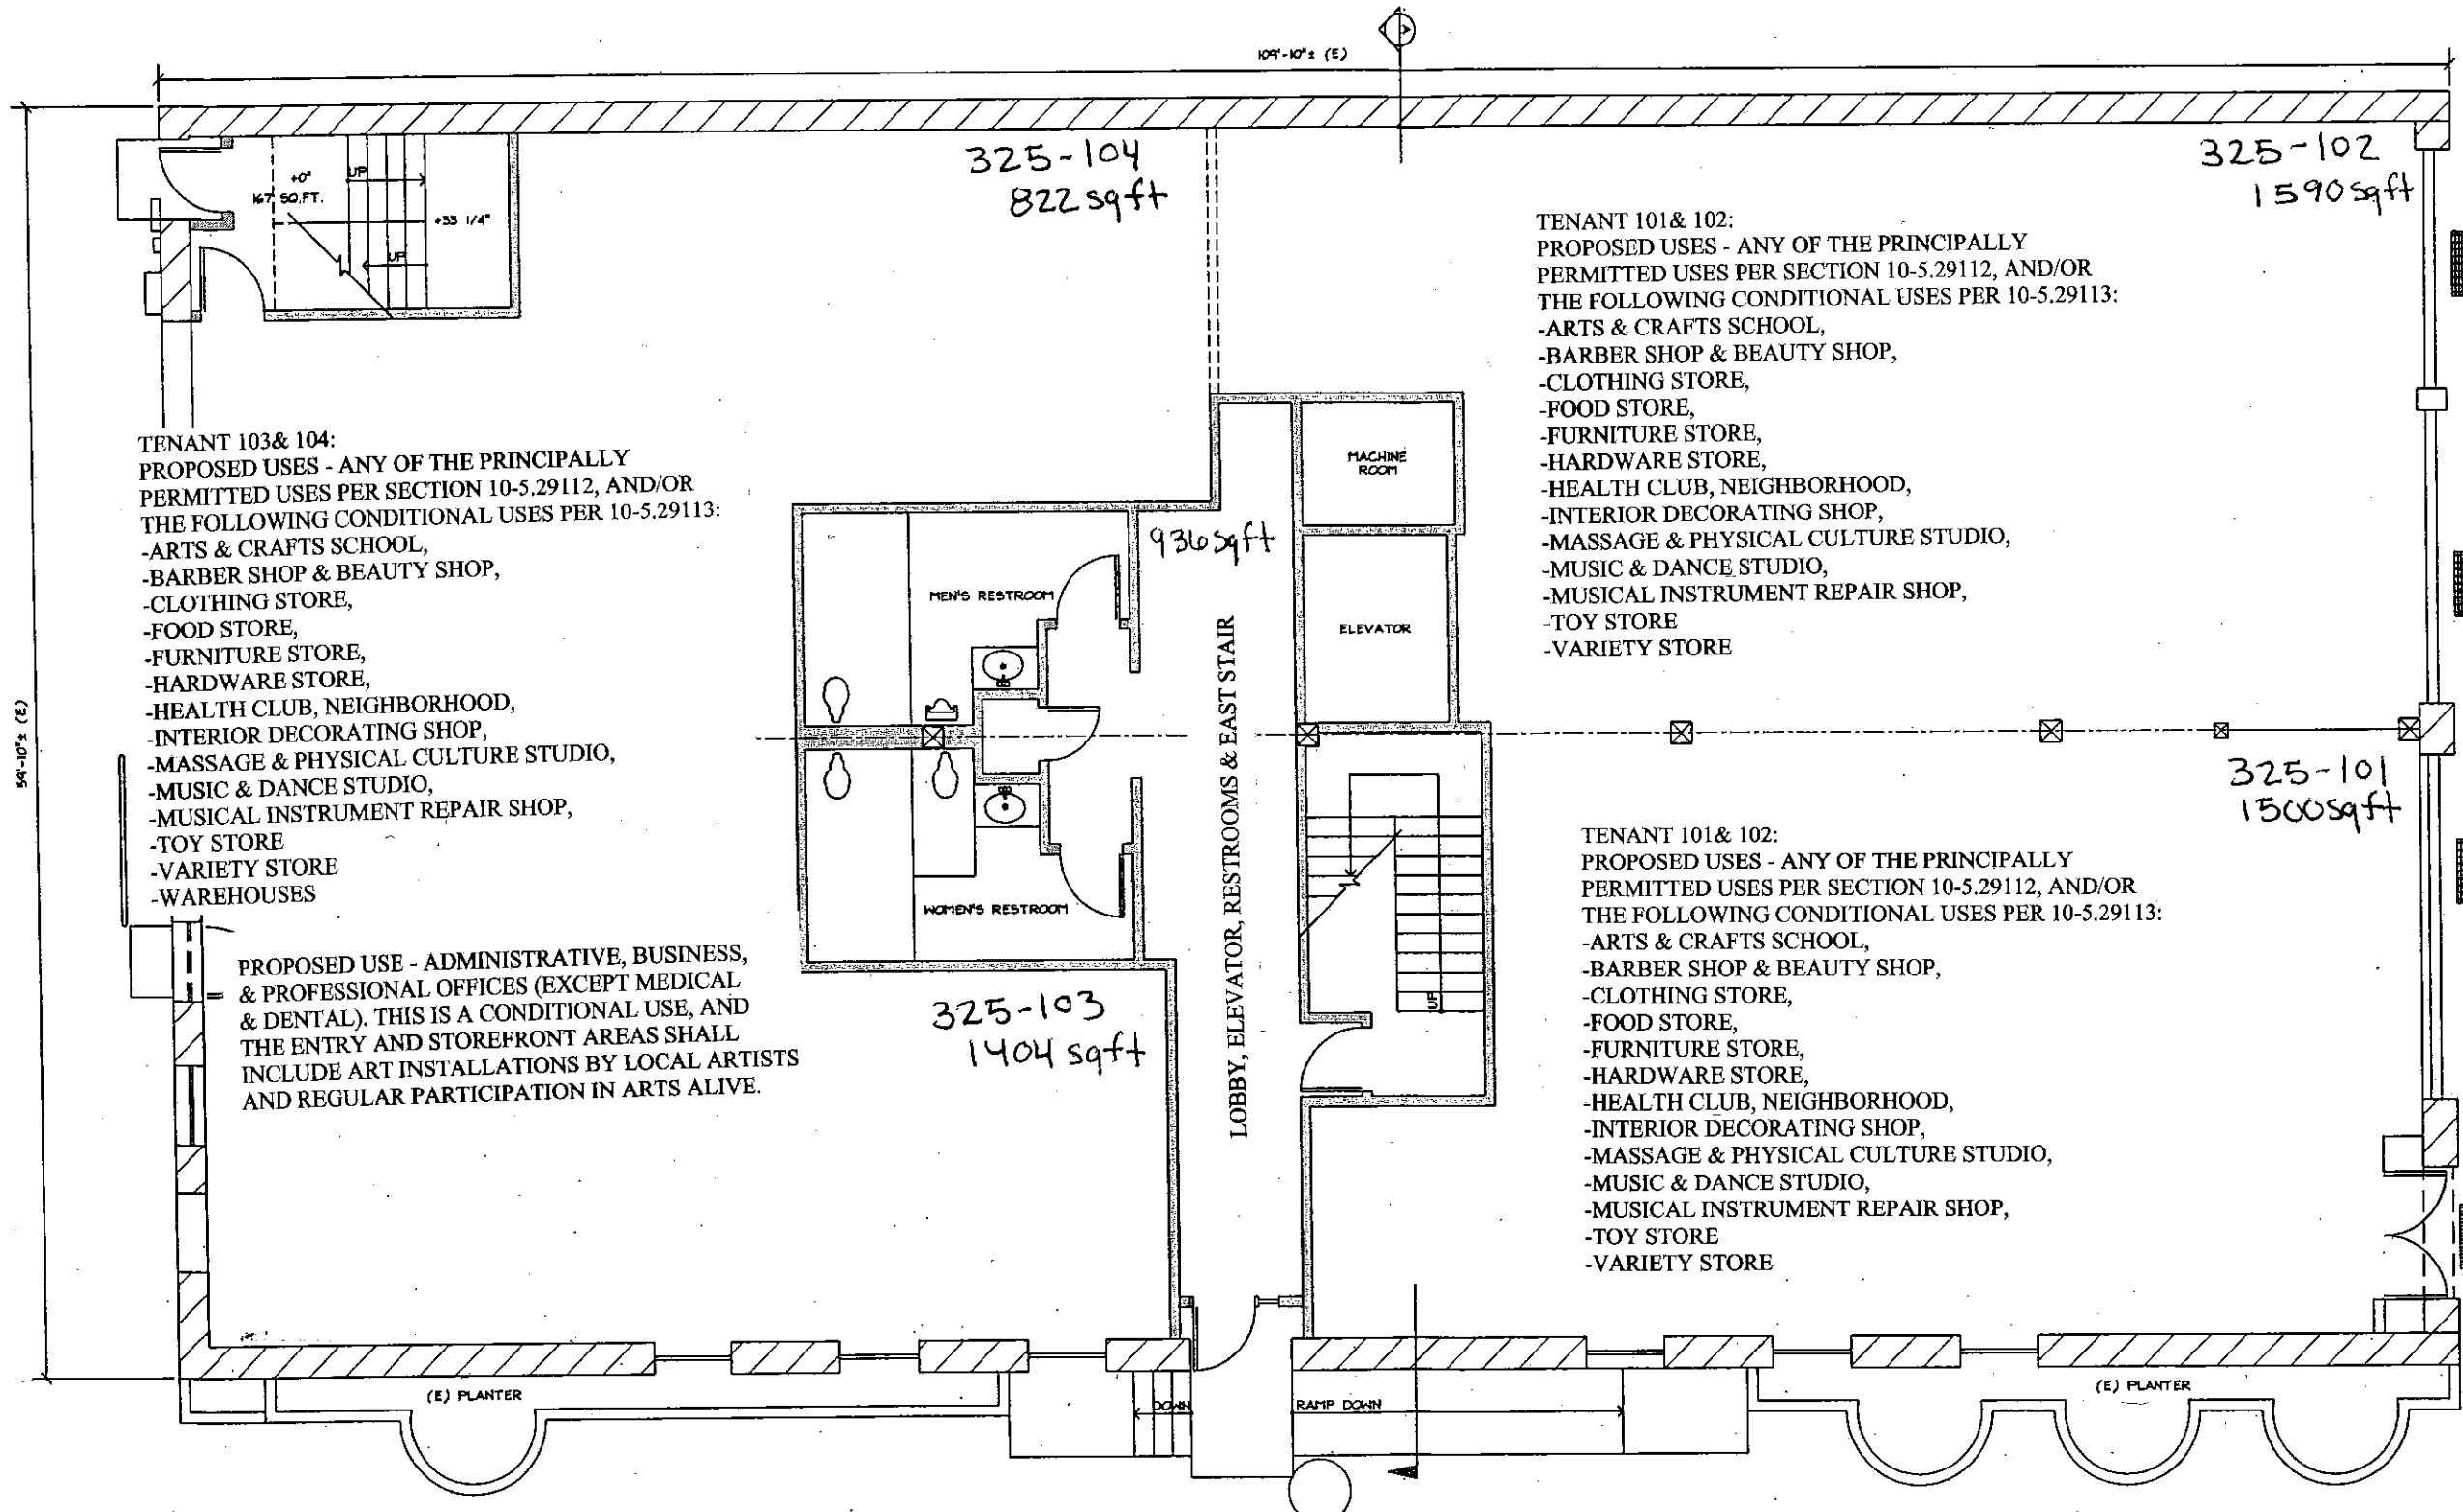 109'-10"± (E)
325-104
822 sqft
325-102
1590 sqft
+0"
167 SQ.FT.
UP
+33 1/4"
UP
TENANT 101& 102:
PROPOSED USES - ANY OF THE PRINCIPALLY
PERMITTED USES PER SECTION 10-5.29112, AND/OR
THE FOLLOWING CONDITIONAL USES PER 10-5.29113:
-ARTS & CRAFTS SCHOOL,
-BARBER SHOP & BEAUTY SHOP,
-CLOTHING STORE,
-FOOD STORE,
-FURNITURE STORE,
-HARDWARE STORE,
-HEALTH CLUB, NEIGHBORHOOD,
-INTERIOR DECORATING SHOP,
-MASSAGE & PHYSICAL CULTURE STUDIO,
-MUSIC & DANCE STUDIO,
-MUSICAL INSTRUMENT REPAIR SHOP,
-TOY STORE
-VARIETY STORE
TENANT 103& 104:
PROPOSED USES - ANY OF THE PRINCIPALLY
PERMITTED USES PER SECTION 10-5.29112, AND/OR
THE FOLLOWING CONDITIONAL USES PER 10-5.29113:
-ARTS & CRAFTS SCHOOL,
-BARBER SHOP & BEAUTY SHOP,
-CLOTHING STORE,
-FOOD STORE,
-FURNITURE STORE,
-HARDWARE STORE,
-HEALTH CLUB, NEIGHBORHOOD,
-INTERIOR DECORATING SHOP,
-MASSAGE & PHYSICAL CULTURE STUDIO,
-MUSIC & DANCE STUDIO,
-MUSICAL INSTRUMENT REPAIR SHOP,
-TOY STORE
-VARIETY STORE
-WAREHOUSES
MACHINE
ROOM
936 sqft
MEN'S RESTROOM
ELEVATOR
LOBBY, ELEVATOR, RESTROOMS & EAST STAIR
59'-10"± (E)
WOMEN'S RESTROOM
UP
325-101
1500 sqft
PROPOSED USE - ADMINISTRATIVE, BUSINESS,
& PROFESSIONAL OFFICES (EXCEPT MEDICAL
& DENTAL). THIS IS A CONDITIONAL USE, AND
THE ENTRY AND STOREFRONT AREAS SHALL
INCLUDE ART INSTALLATIONS BY LOCAL ARTISTS
AND REGULAR PARTICIPATION IN ARTS ALIVE.
325-103
1404 sqft
TENANT 101& 102:
PROPOSED USES - ANY OF THE PRINCIPALLY
PERMITTED USES PER SECTION 10-5.29112, AND/OR
THE FOLLOWING CONDITIONAL USES PER 10-5.29113:
-ARTS & CRAFTS SCHOOL,
-BARBER SHOP & BEAUTY SHOP,
-CLOTHING STORE,
-FOOD STORE,
-FURNITURE STORE,
-HARDWARE STORE,
-HEALTH CLUB, NEIGHBORHOOD,
-INTERIOR DECORATING SHOP,
-MASSAGE & PHYSICAL CULTURE STUDIO,
-MUSIC & DANCE STUDIO,
-MUSICAL INSTRUMENT REPAIR SHOP,
-TOY STORE
-VARIETY STORE
(E) PLANTER
DOWN
RAMP DOWN
(E) PLANTER